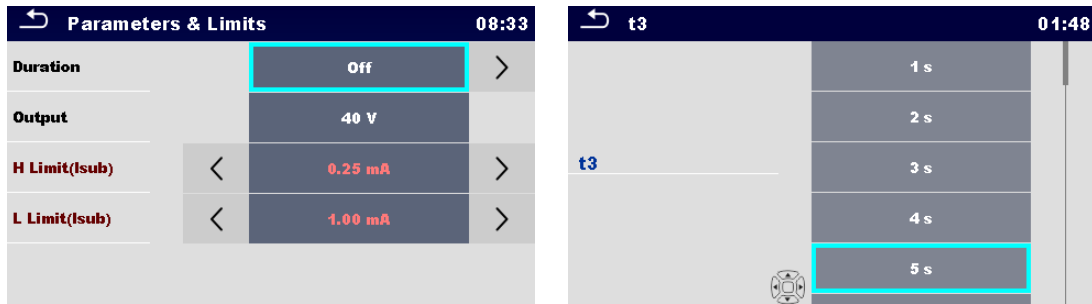 Parameters & Limits 08:33
Duration Off
Output 40 V
H Limit(Isub) 0.25 mA
L Limit(Isub) 1.00 mA
t3 01:48
1 s
2 s
t3 3 s
4 s
5 s